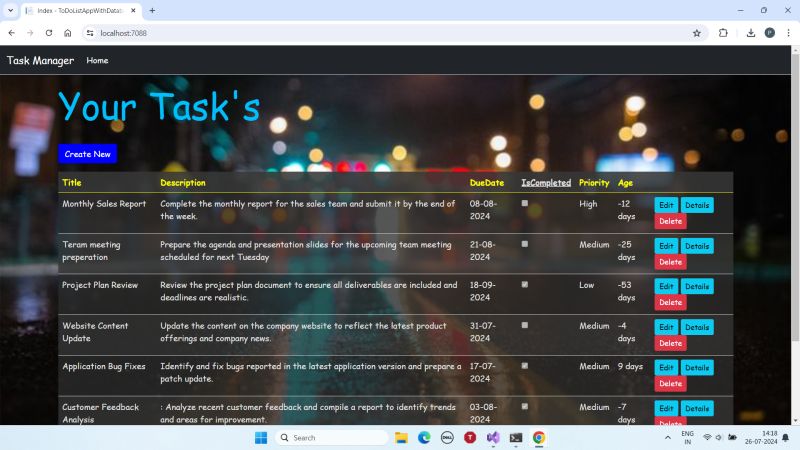 Index - ToDoListAppWithDatab
localhost:7088
Task Manager Home
Your Task's
Create New
Title Description DueDate IsCompleted Priority Age
Monthly Sales Report Complete the monthly report for the sales team and submit it by the end of 08-08- High -12 Edit Details
the week. 2024 days Delete
Teram meeting Prepare the agenda and presentation slides for the upcoming team meeting 21-08- Medium -25 Edit Details
preperation scheduled for next Tuesday 2024 days Delete
Project Plan Review Review the project plan document to ensure all deliverables are included and 18-09- Low -53 Edit Details
deadlines are realistic. 2024 days Delete
Website Content Update the content on the company website to reflect the latest product 31-07- Medium -4 Edit Details
Update offerings and company news. 2024 days Delete
Application Bug Fixes Identify and fix bugs reported in the latest application version and prepare a 17-07- Medium 9 days Edit Details
patch update. 2024 Delete
Customer Feedback : Analyze recent customer feedback and compile a report to identify trends 03-08- Medium -7 Edit Details
Analysis and areas for improvement. 2024 days Delete
Search
DELL
T
ENG
IN
14:18
26-07-2024
P